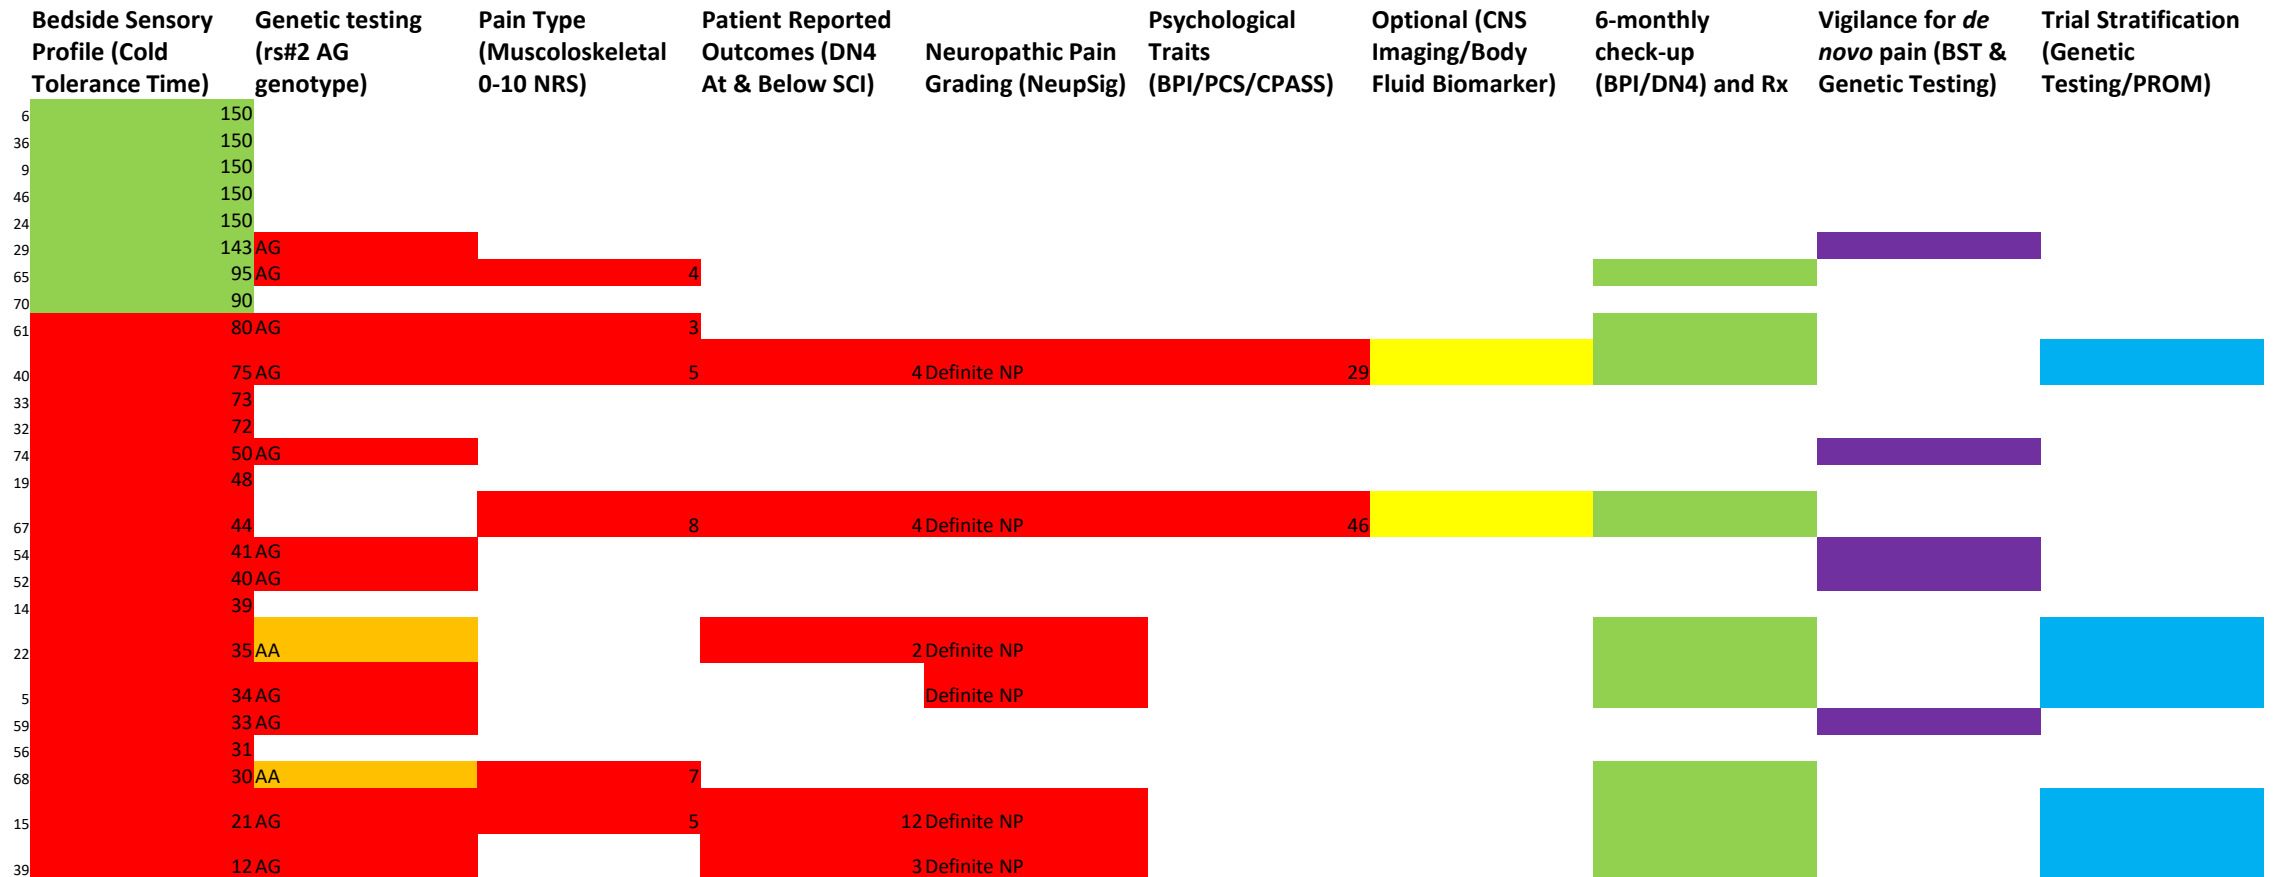 Bedside Sensory Profile (Cold Tolerance Time) Genetic testing (rs#2 AG genotype) Pain Type (Muscoloskeletal 0-10 NRS) Patient Reported Outcomes (DN4 At & Below SCI) Neuropathic Pain Grading (NeupSig) Psychological Traits (BPI/PCS/CPASS) Optional (CNS Imaging/Body Fluid Biomarker) 6-monthly check-up (BPI/DN4) and Rx Vigilance for de novo pain (BST & Genetic Testing) Trial Stratification (Genetic Testing/PROM)
6 150
36 150
9 150
46 150
24 150
29 143 AG
65 95 AG 4
70 90
61 80 AG 3
40 75 AG 5 4 Definite NP 29
33 73
32 72
74 50 AG
19 48
67 44 8 4 Definite NP 46
54 41 AG
52 40 AG
14 39
22 35 AA 2 Definite NP
5 34 AG Definite NP
59 33 AG
56 31
68 30 AA 7
15 21 AG 5 12 Definite NP
39 12 AG 3 Definite NP